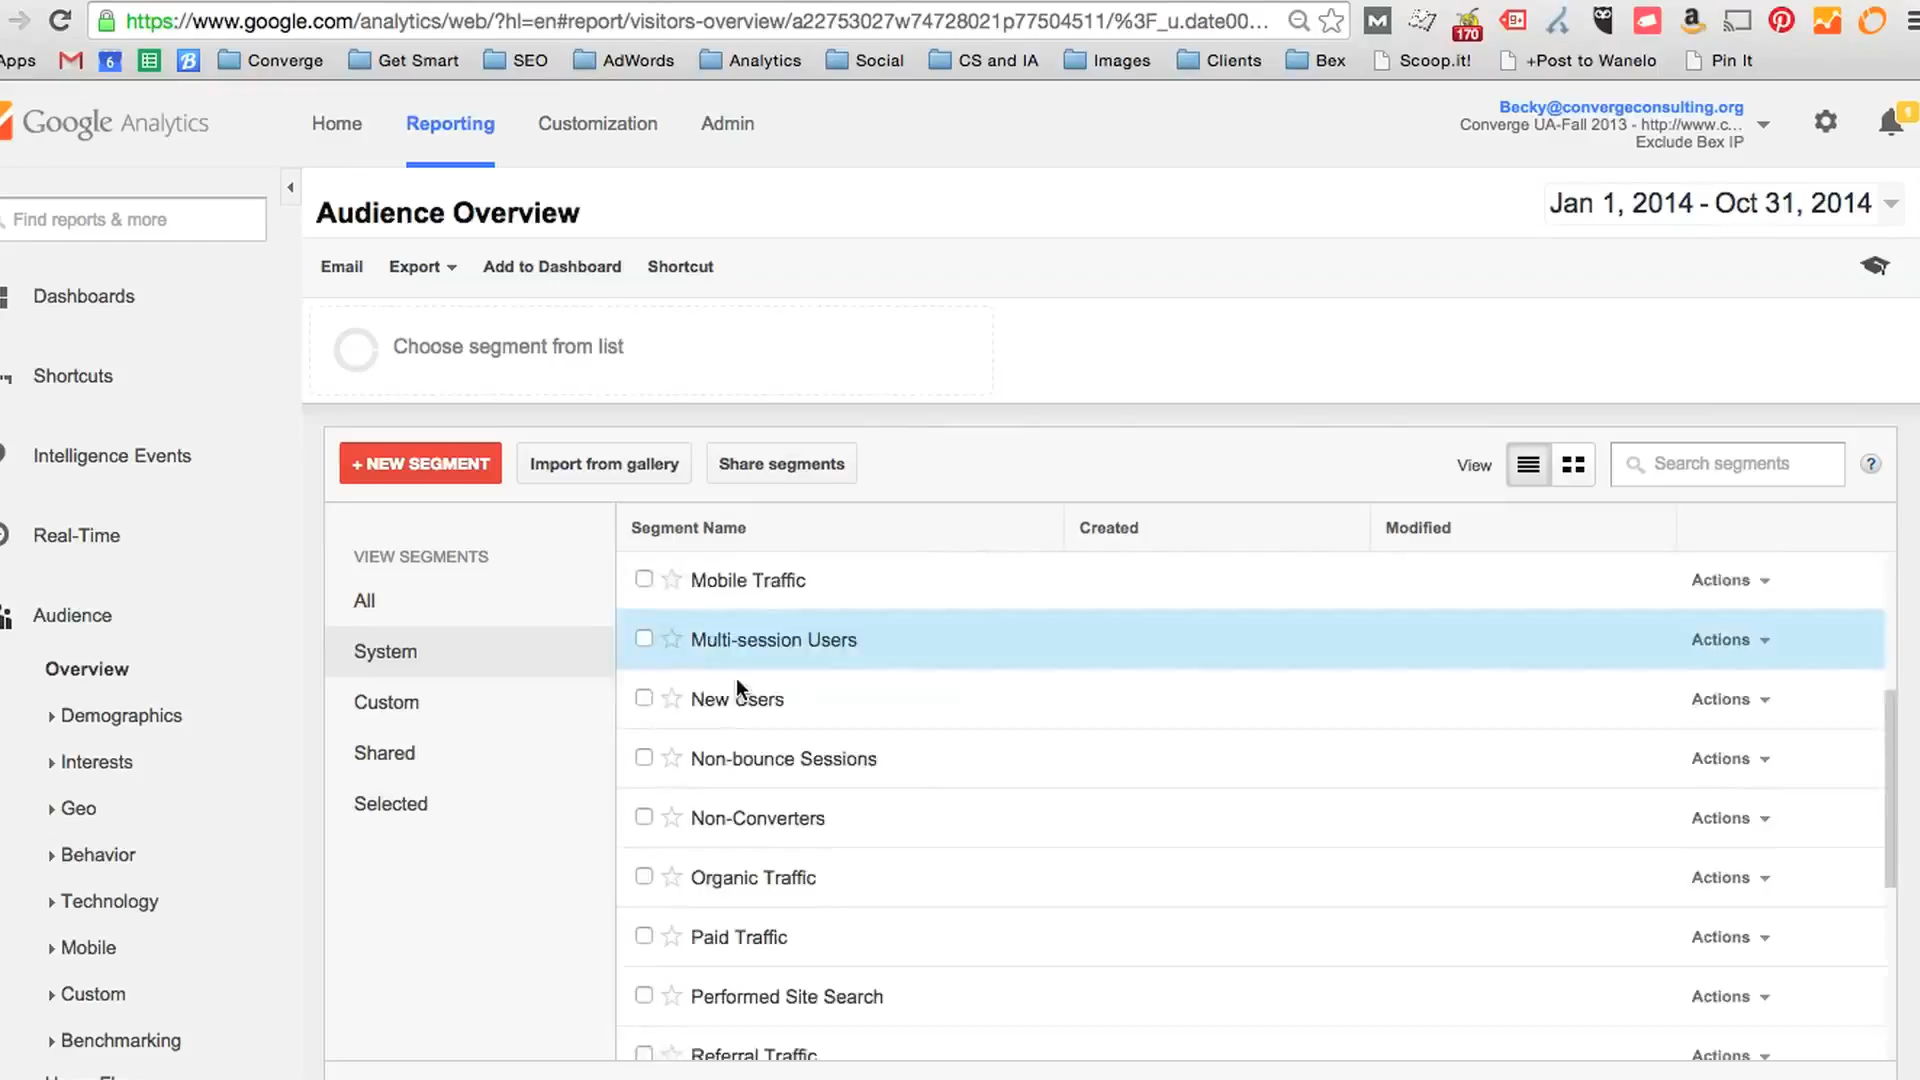 https://www.google.com/analytics/web/?hl=en#report/visitors-overview/a22753027w74728021p77504511/%3F_u.date00...
170
Apps
6
B
Converge
Get Smart
SEO
AdWords
Analytics
Social
CS and IA
Images
Clients
Bex
Scoop.it!
+Post to Wanelo
Pin It
Google Analytics
Home
Reporting
Customization
Admin
Becky@convergeconsulting.org
Converge UA-Fall 2013 - http://www.c...
Exclude Bex IP
1
Find reports & more
Audience Overview
Jan 1, 2014 - Oct 31, 2014
Email
Export
Add to Dashboard
Shortcut
Dashboards
Shortcuts
Intelligence Events
Real-Time
Audience
Overview
Demographics
Interests
Geo
Behavior
Technology
Mobile
Custom
Benchmarking
Choose segment from list
+ NEW SEGMENT
Import from gallery
Share segments
View
Search segments
?
VIEW SEGMENTS
All
System
Custom
Shared
Selected
Segment Name
Created
Modified
Mobile Traffic
Actions
Multi-session Users
Actions
New Users
Actions
Non-bounce Sessions
Actions
Non-Converters
Actions
Organic Traffic
Actions
Paid Traffic
Actions
Performed Site Search
Actions
Referral Traffic
Actions